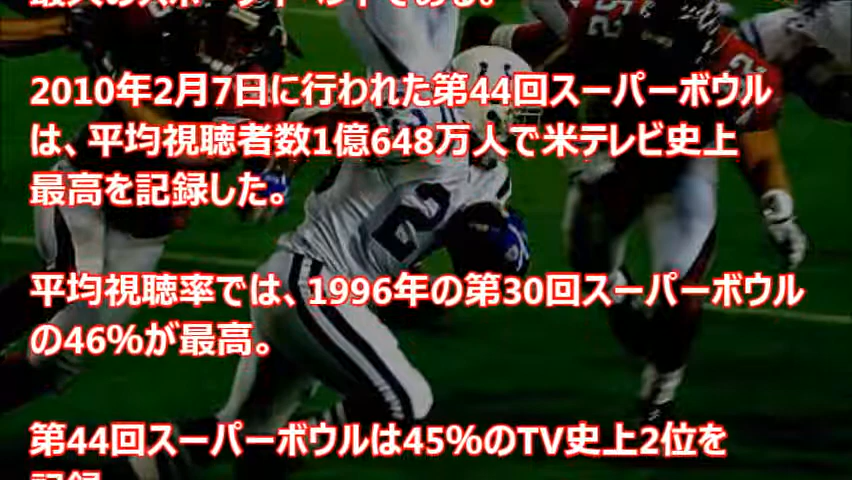 2010年2月7日に行われた第44回スーパーボウル
は、平均視聴者数1億648万人で米テレビ史上
最高を記録した。
平均視聴率では、1996年の第30回スーパーボウル
の46%が最高。
第44回スーパーボウルは45%のTV史上2位を